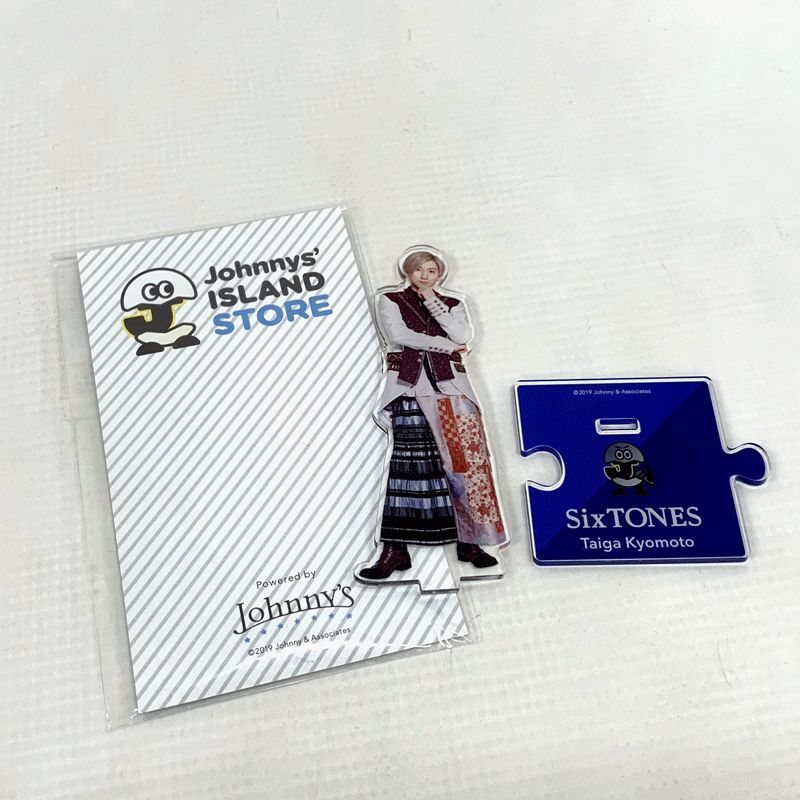 Johnnys'
ISLAND
STORE
Powered by
Johnny's
©2019 Johnny & Associates
©2019 Johnny & Associates
SixTONES
Taiga Kyomoto